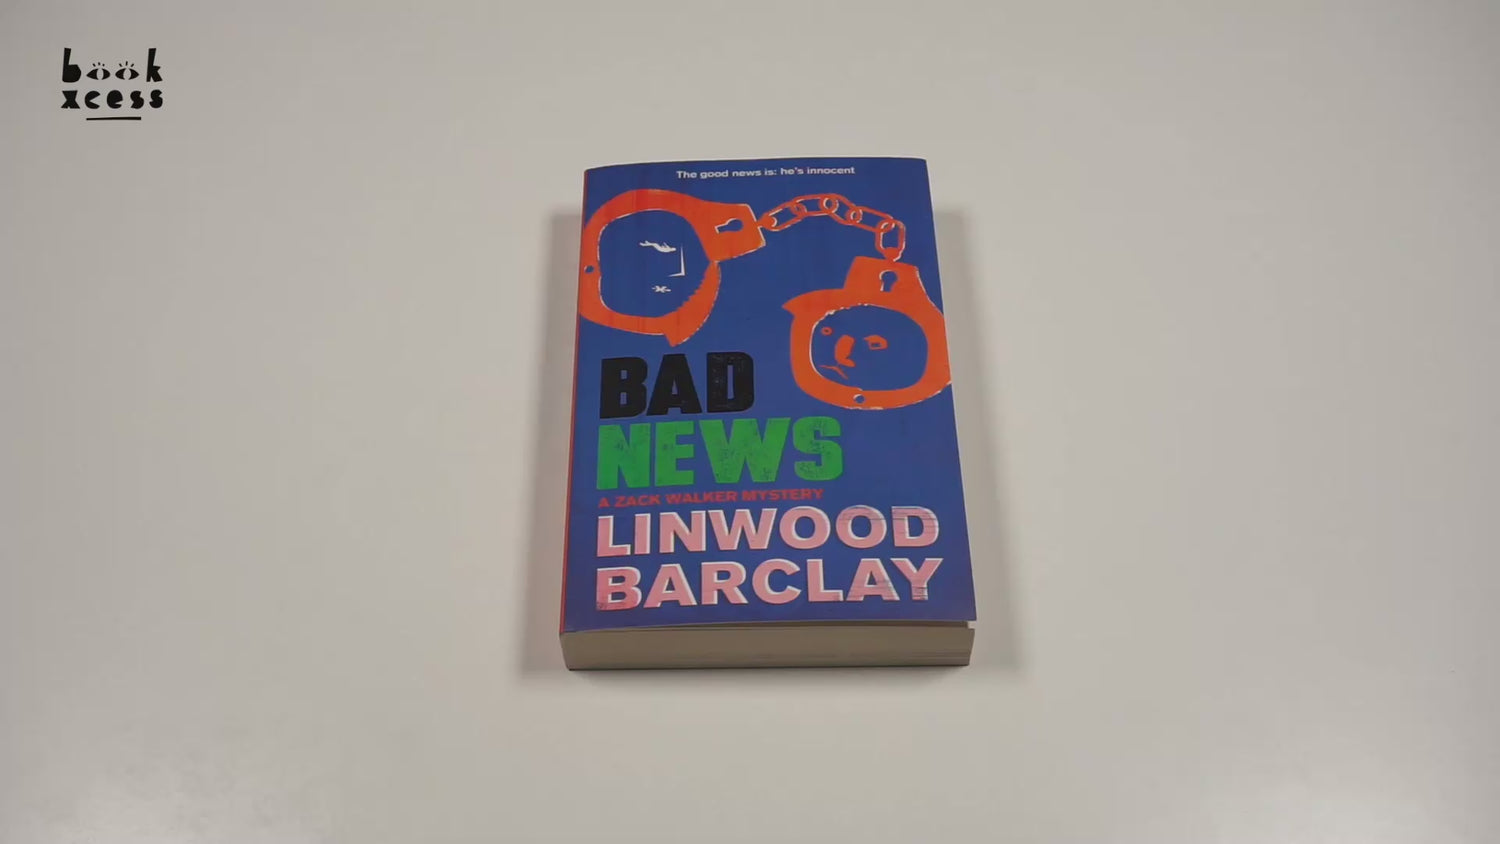 book
xcess
The good news is: he's innocent
BAD
NEWS
A ZACK WALKER MYSTERY
LINWOOD
BARCLAY